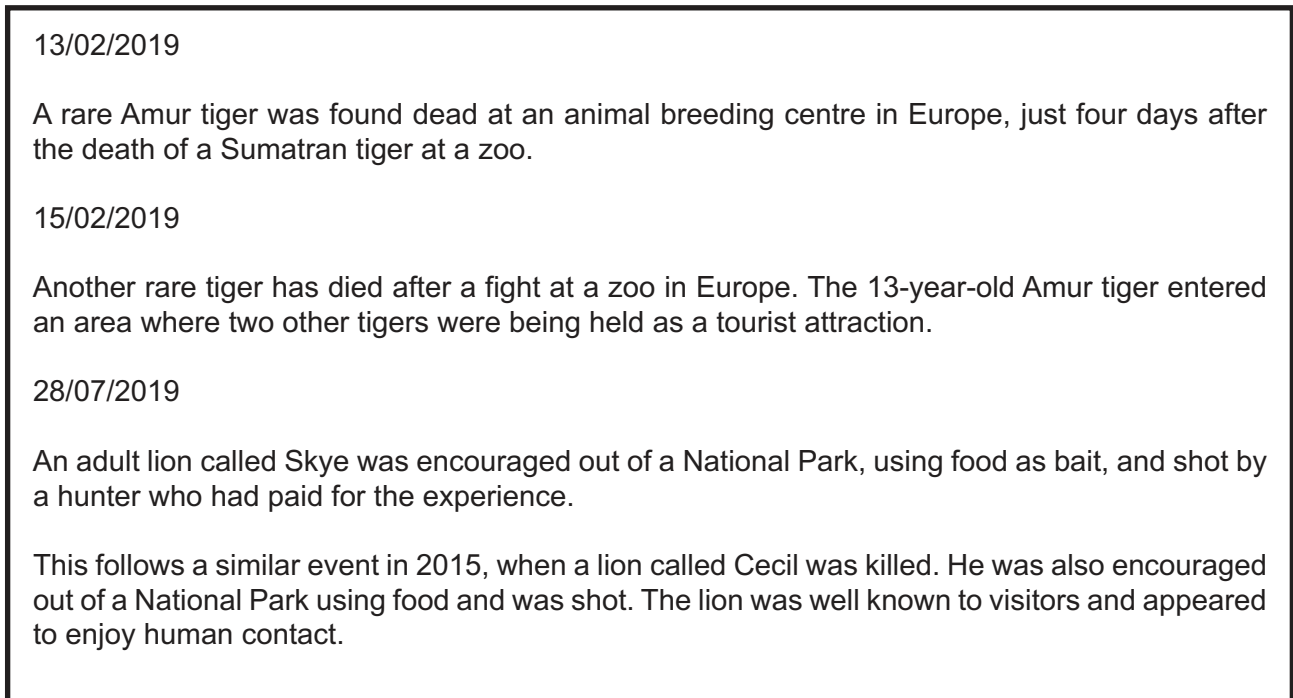 13/02/2019
A rare Amur tiger was found dead at an animal breeding centre in Europe, just four days after
the death of a Sumatran tiger at a zoo.
15/02/2019
Another rare tiger has died after a fight at a zoo in Europe. The 13-year-old Amur tiger entered
an area where two other tigers were being held as a tourist attraction.
28/07/2019
An adult lion called Skye was encouraged out of a National Park, using food as bait, and shot by
a hunter who had paid for the experience.
This follows a similar event in 2015, when a lion called Cecil was killed. He was also encouraged
out of a National Park using food and was shot. The lion was well known to visitors and appeared
to enjoy human contact.